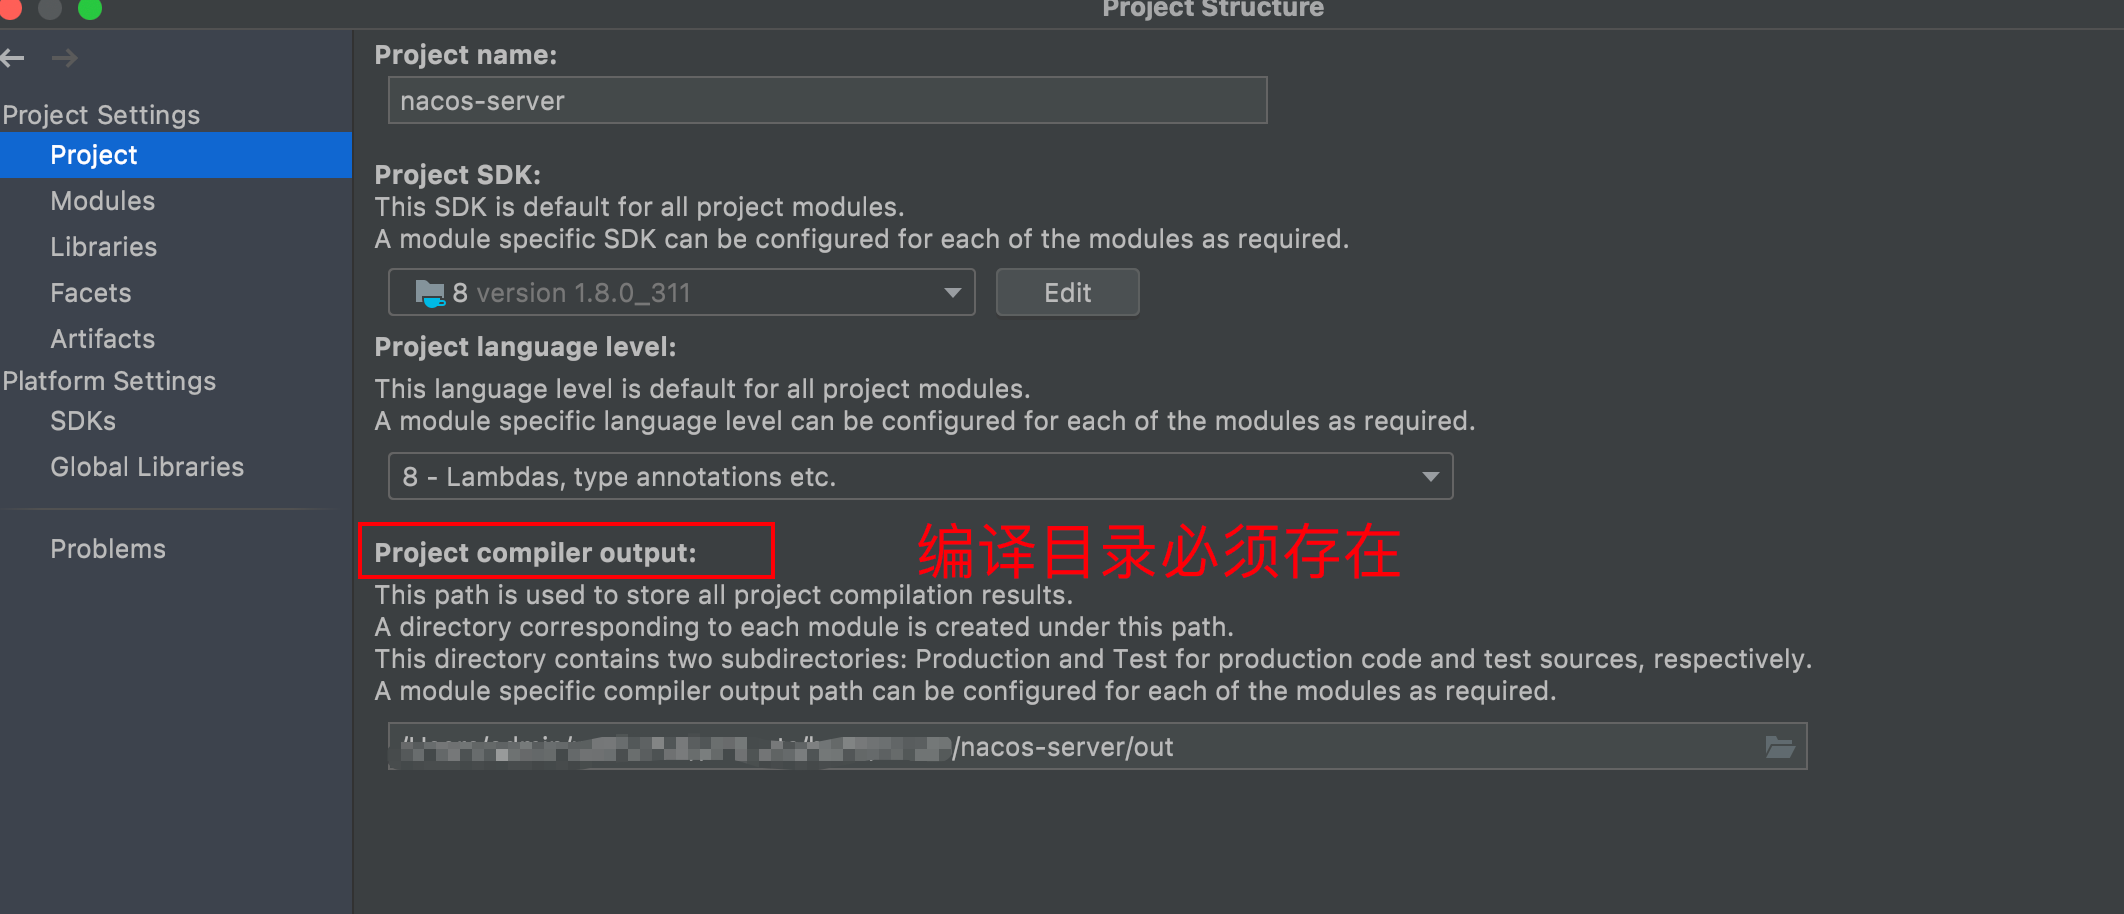 Project Structure
Project Settings
Project
Modules
Libraries
Facets
Artifacts
Platform Settings
SDKs
Global Libraries
Problems
Project name:
nacos-server
Project SDK:
This SDK is default for all project modules.
A module specific SDK can be configured for each of the modules as required.
8 version 1.8.0_311
Edit
Project language level:
This language level is default for all project modules.
A module specific language level can be configured for each of the modules as required.
8 - Lambdas, type annotations etc.
Project compiler output:
编译目录必须存在
This path is used to store all project compilation results.
A directory corresponding to each module is created under this path.
This directory contains two subdirectories: Production and Test for production code and test sources, respectively.
A module specific compiler output path can be configured for each of the modules as required.
/nacos-server/out